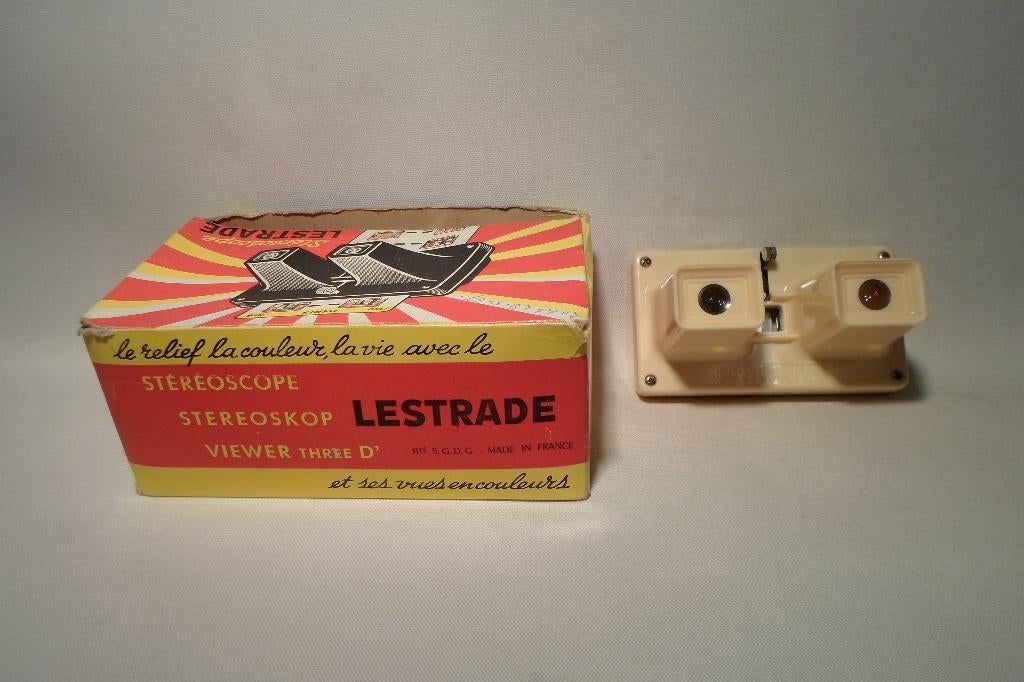 LESTRADE
Stéréoscope
le relief la couleur, la vie avec le
STÉRÉOSCOPE
STEREOSKOP LESTRADE
VIEWER THREE D'
BTÉ S.G.D.G. - MADE IN FRANCE
et ses vues en couleurs